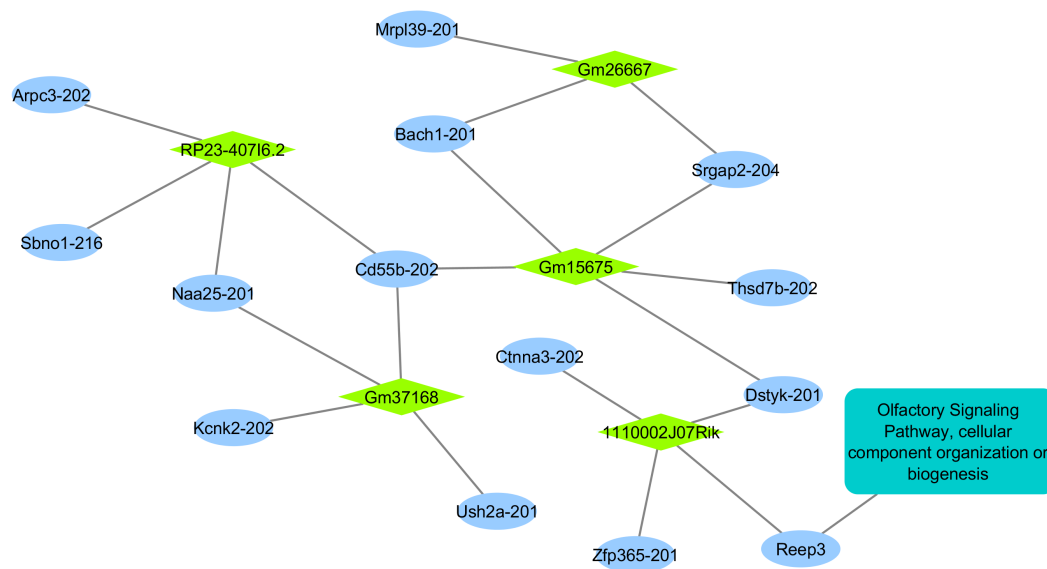 Mrpl39-201
Gm26667
Arpc3-202
Bach1-201
RP23-407I6.2
Srgap2-204
Sbno1-216
Cd55b-202
Gm15675
Naa25-201
Thsd7b-202
Ctnna3-202
Gm37168
Dstyk-201
Olfactory Signaling
Pathway, cellular
component organization or
biogenesis
Kcnk2-202
1110002J07Rik
Ush2a-201
Zfp365-201
Reep3